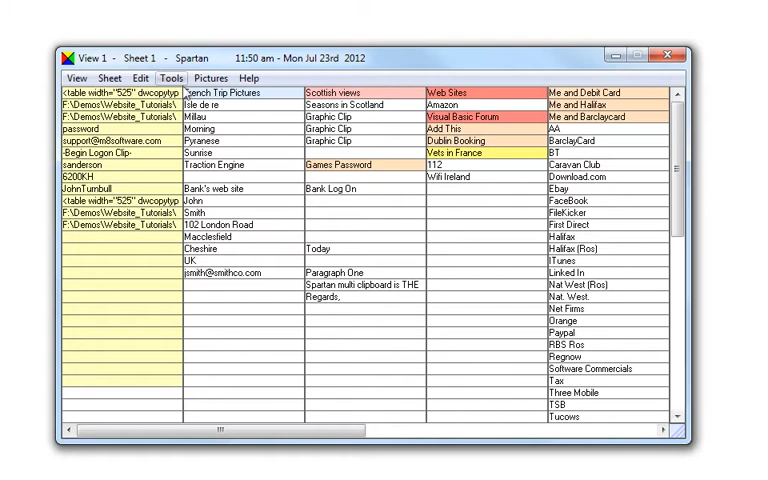 View 1 - Sheet 1 - Spartan 11:50 am - Mon Jul 23rd 2012
View Sheet Edit Tools Pictures Help
<table width="525" dwcopytyp ench Trip Pictures Scottish views Web Sites Me and Debit Card
F:\Demos\Website_Tutorials\ Isle de re Seasons in Scotland Amazon Me and Halifax
F:\Demos\Website_Tutorials\ Millau Graphic Clip Visual Basic Forum Me and Barclaycard
password Morning Graphic Clip Add This AA
support@m8software.com Pyranese Graphic Clip Dublin Booking BarclayCard
-Begin Logon Clip- Sunrise Vets in France BT
sanderson Traction Engine Games Password 112 Caravan Club
6200KH Wifi Ireland Download.com
JohnTurnbull Bank's web site Bank Log On Ebay
<table width="525" dwcopytyp John FaceBook
F:\Demos\Website_Tutorials\ Smith FileKicker
F:\Demos\Website_Tutorials\ 102 London Road First Direct
Macclesfield Halifax
Cheshire Today Halifax (Ros)
UK ITunes
jsmith@smithco.com Paragraph One Linked In
Spartan multi clipboard is THE Nat West (Ros)
Regards, Nat. West.
Net Firms
Orange
Paypal
RBS Ros
Regnow
Software Commercials
Tax
Three Mobile
TSB
Tucows